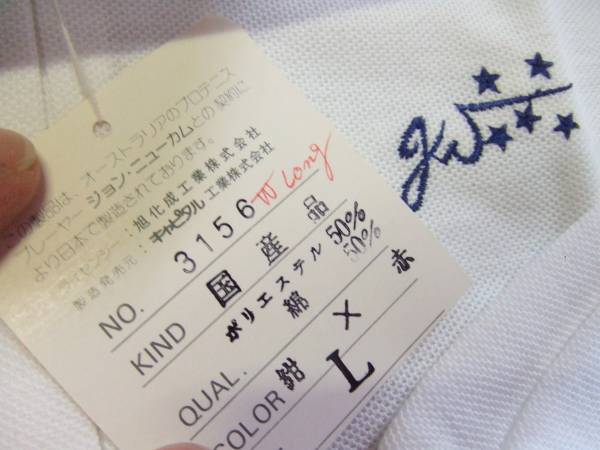 この製品は、オーストラリアのプロテニス
プレーヤー ジョン・ニューカムとの契約に
より日本で製造されております。
ライセンシー：旭化成工業株式会社
製造発売元：キャピタル工業株式会社
NO. 3156 W Long
KIND 国産品
ポリエステル 50%
綿 50%
QUAL. ×
COLOR 紺 × 赤
L